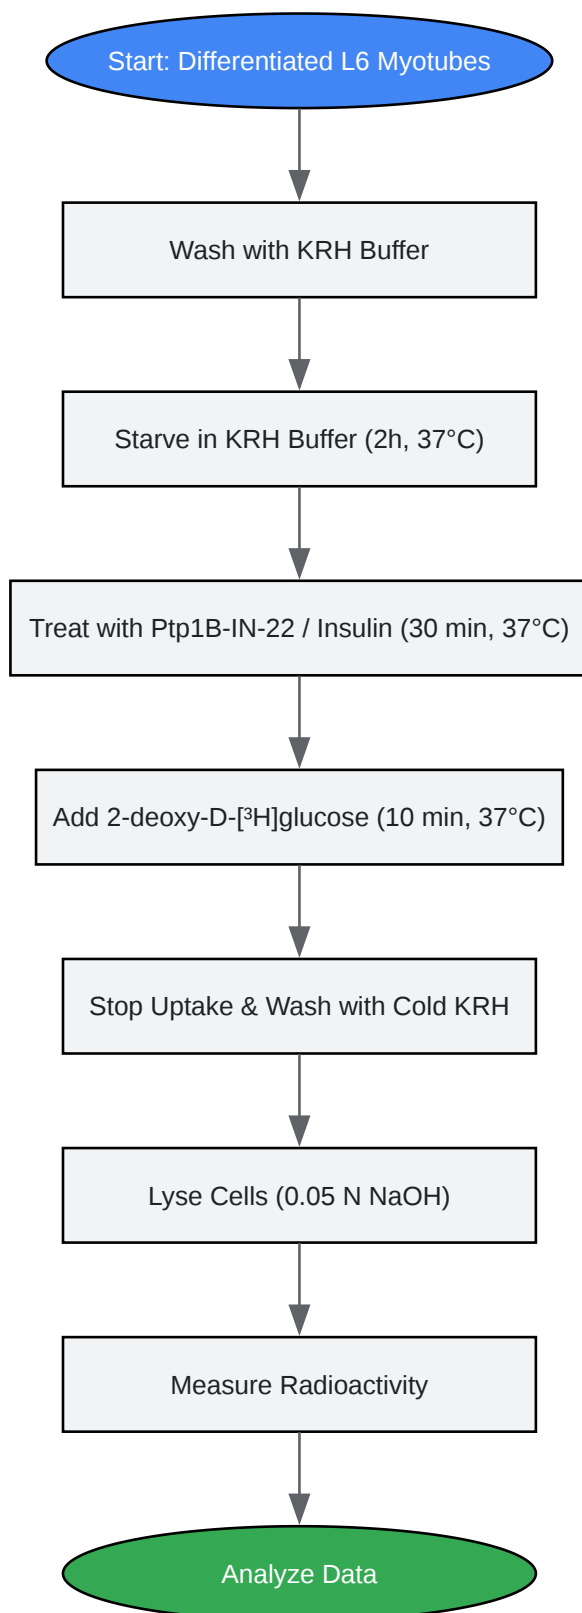 Start: Differentiated L6 Myotubes
Wash with KRH Buffer
Starve in KRH Buffer (2h, 37°C)
Treat with Ptp1B-IN-22 / Insulin (30 min, 37°C)
Add 2-deoxy-D-[³H]glucose (10 min, 37°C)
Stop Uptake & Wash with Cold KRH
Lyse Cells (0.05 N NaOH)
Measure Radioactivity
Analyze Data